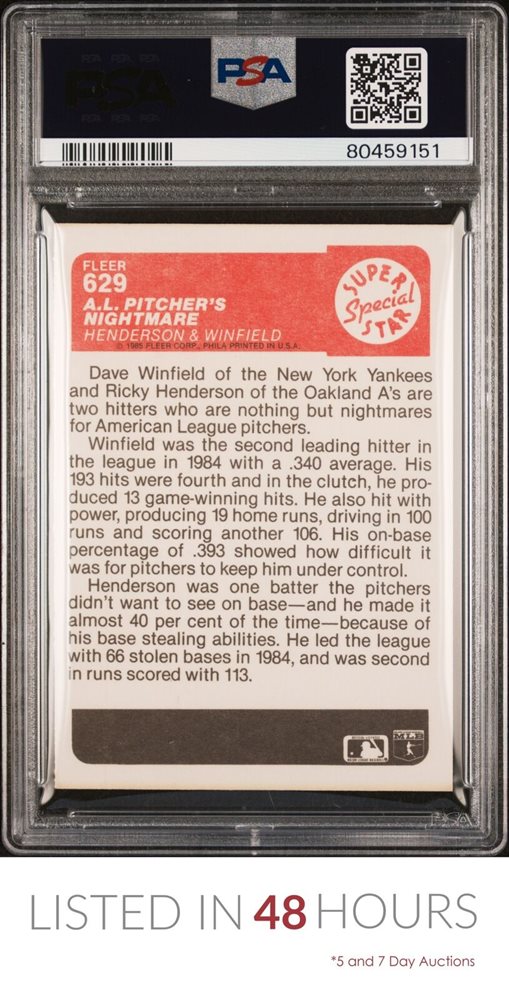 PSA
80459151
FLEER
629
A.L. PITCHER'S
NIGHTMARE
HENDERSON & WINFIELD
© 1985 FLEER CORP., PHILA PRINTED IN U.S.A.
SUPER
Special
STAR
Dave Winfield of the New York Yankees
and Ricky Henderson of the Oakland A's are
two hitters who are nothing but nightmares
for American League pitchers.
Winfield was the second leading hitter in
the league in 1984 with a .340 average. His
193 hits were fourth and in the clutch, he pro-
duced 13 game-winning hits. He also hit with
power, producing 19 home runs, driving in 100
runs and scoring another 106. His on-base
percentage of .393 showed how difficult it
was for pitchers to keep him under control.
Henderson was one batter the pitchers
didn't want to see on base—and he made it
almost 40 per cent of the time—because of
his base stealing abilities. He led the league
with 66 stolen bases in 1984, and was second
in runs scored with 113.
MLB
PSA
LISTED IN 48 HOURS
*5 and 7 Day Auctions